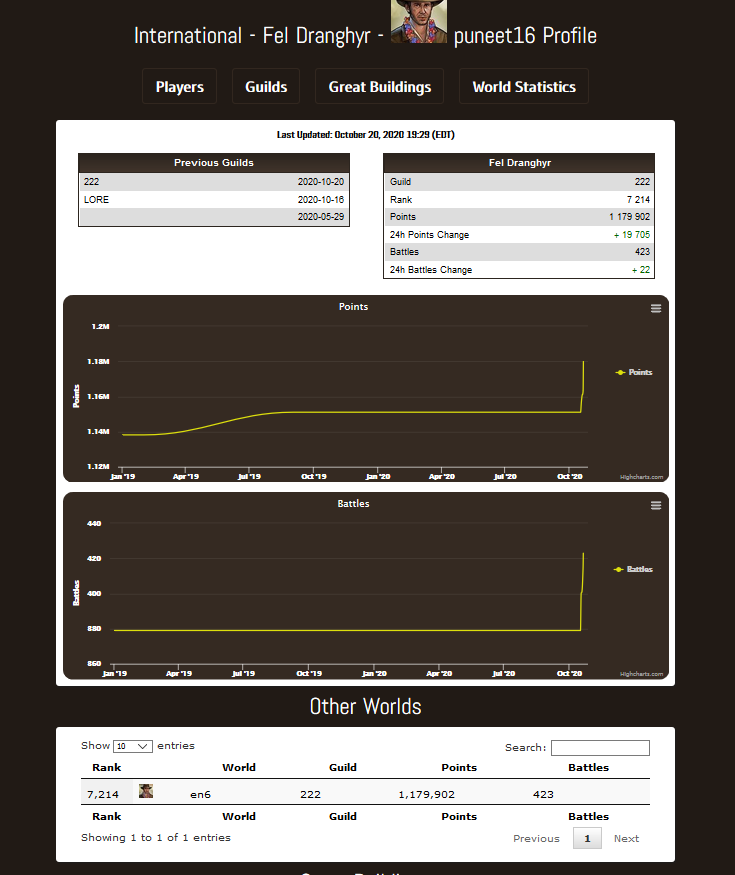 International - Fel Dranghyr - puneet16 Profile
Players Guilds Great Buildings World Statistics
Last Updated: October 20, 2020 19:29 (EDT)
Previous Guilds
222 2020-10-20
LORE 2020-10-16
2020-05-29
Fel Dranghyr
Guild 222
Rank 7 214
Points 1 179 902
24h Points Change + 19 705
Battles 423
24h Battles Change + 22
Points
1.2M
1.18M
1.16M
1.14M
1.12M
Points
Jan '19 Apr '19 Jul '19 Oct '19 Jan '20 Apr '20 Jul '20 Oct '20
Points
Highcharts.com
Battles
440
420
400
380
360
Battles
Jan '19 Apr '19 Jul '19 Oct '19 Jan '20 Apr '20 Jul '20 Oct '20
Battles
Highcharts.com
Other Worlds
Show 10 entries
Search:
Rank World Guild Points Battles
7,214 en6 222 1,179,902 423
Rank World Guild Points Battles
Showing 1 to 1 of 1 entries
Previous 1 Next